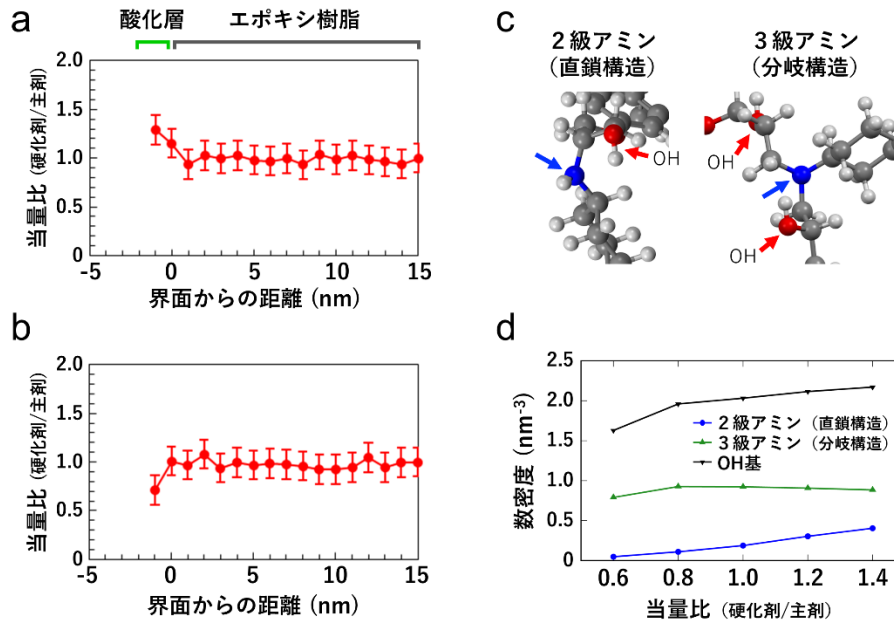 a
酸化層
エポキシ樹脂
2.0
1.5
1.0
0.5
0
当量比 (硬化剤/主剤)
-5
0
5
10
15
界面からの距離 (nm)
b
2.0
1.5
1.0
0.5
0
当量比 (硬化剤/主剤)
-5
0
5
10
15
界面からの距離 (nm)
c
2級アミン
(直鎖構造)
3級アミン
(分岐構造)
OH
OH
OH
d
2.5
2.0
1.5
1.0
0.5
0
数密度 (nm-3)
2級アミン (直鎖構造)
3級アミン (分岐構造)
OH基
0.6
0.8
1.0
1.2
1.4
当量比 (硬化剤/主剤)